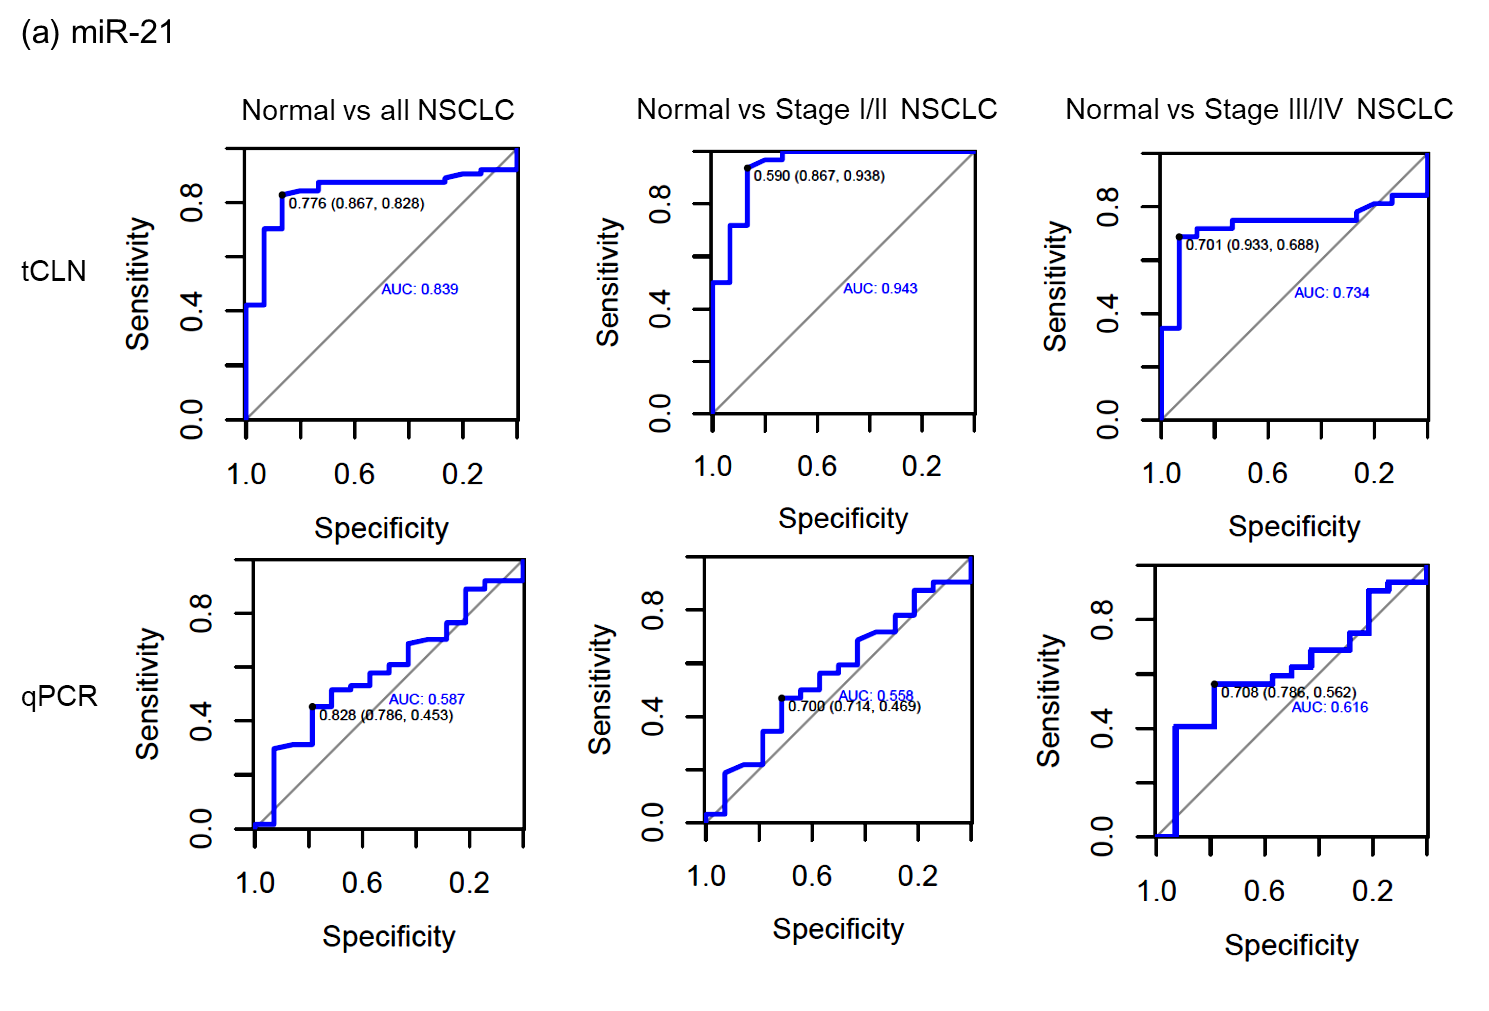 (a) miR-21
Normal vs all NSCLC
Normal vs Stage I/II NSCLC
Normal vs Stage III/IV NSCLC
tCLN
Sensitivity
0.8
0.4
0.0
0.776 (0.867, 0.828)
AUC: 0.839
1.0 0.6 0.2
Specificity
Sensitivity
0.8
0.4
0.0
0.590 (0.867, 0.938)
AUC: 0.943
1.0 0.6 0.2
Specificity
Sensitivity
0.8
0.4
0.0
0.701 (0.933, 0.688)
AUC: 0.734
1.0 0.6 0.2
Specificity
qPCR
Sensitivity
0.8
0.4
0.0
AUC: 0.587
0.828 (0.786, 0.453)
1.0 0.6 0.2
Specificity
Sensitivity
0.8
0.4
0.0
AUC: 0.558
0.700 (0.714, 0.469)
1.0 0.6 0.2
Specificity
Sensitivity
0.8
0.4
0.0
0.708 (0.786, 0.562)
AUC: 0.616
1.0 0.6 0.2
Specificity